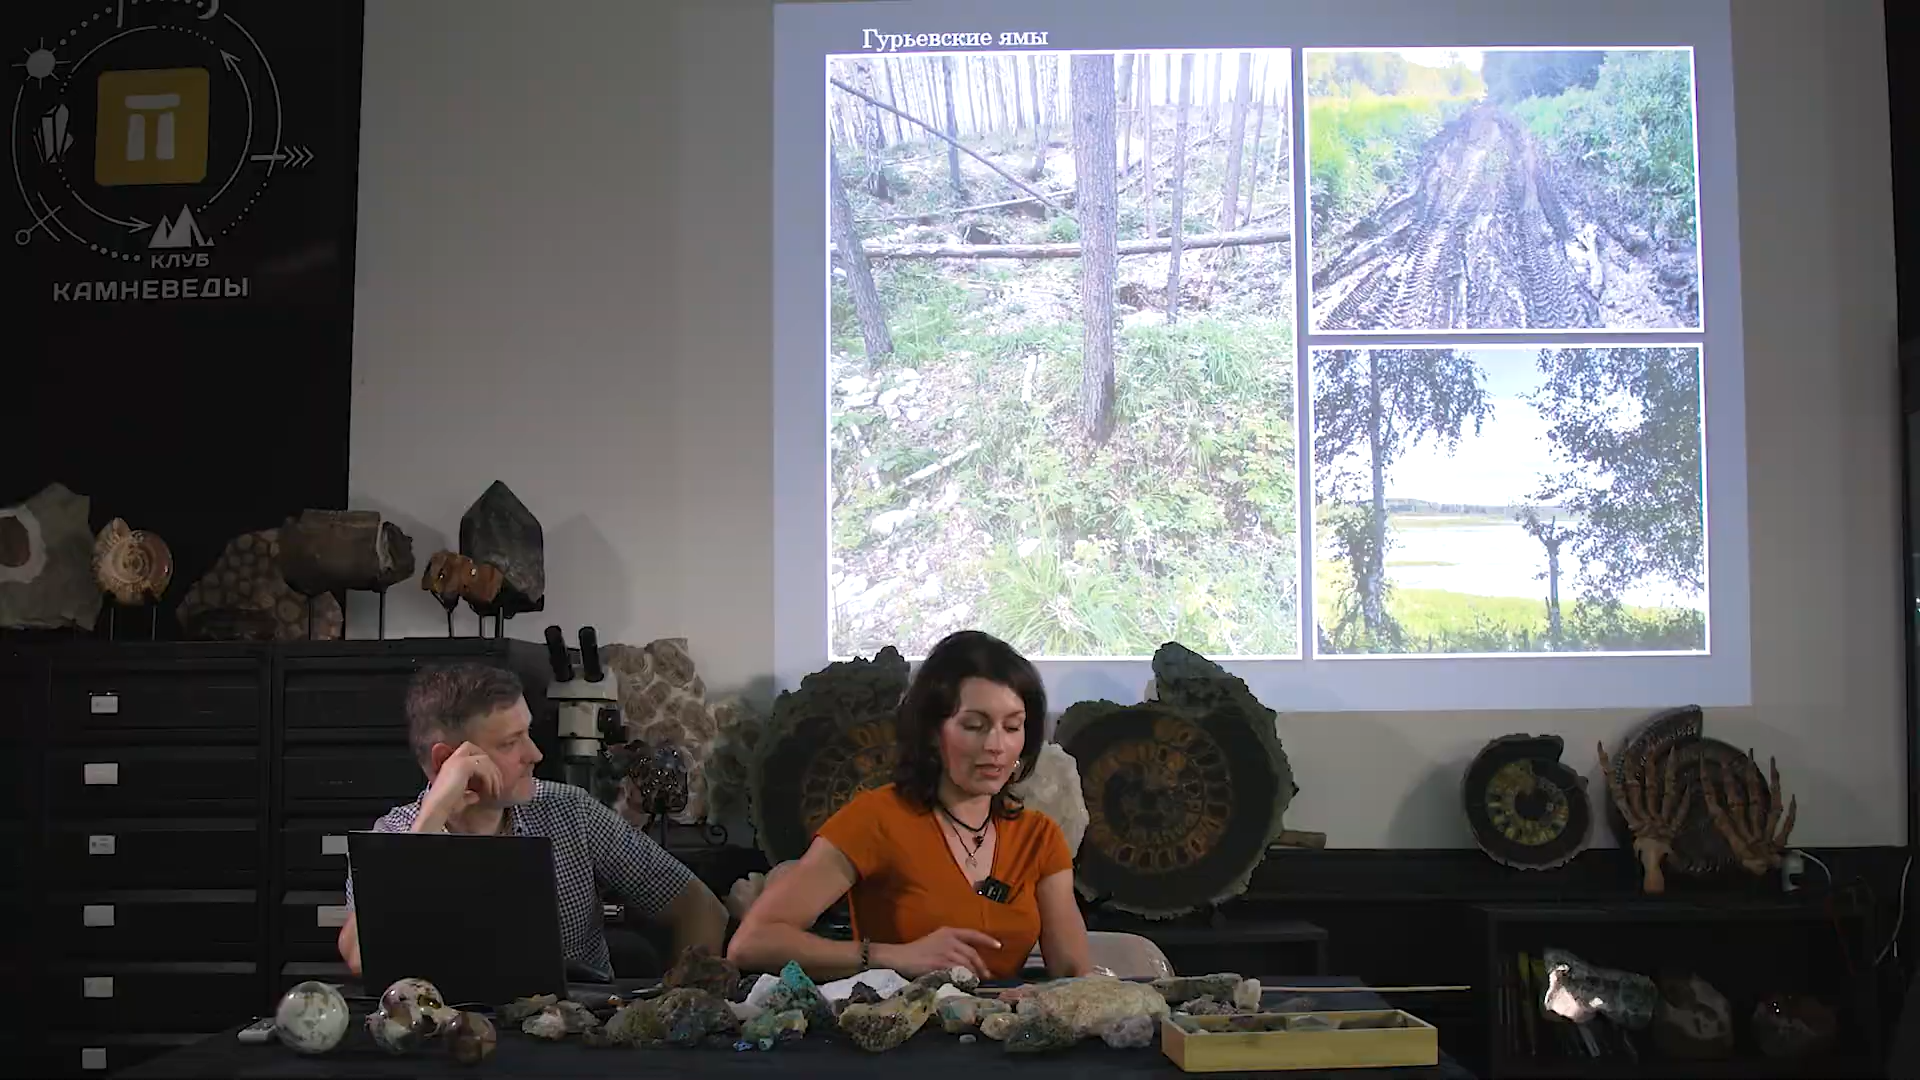 Гурьевские ямы
П
КЛУБ
КАМНЕВЕДЫ